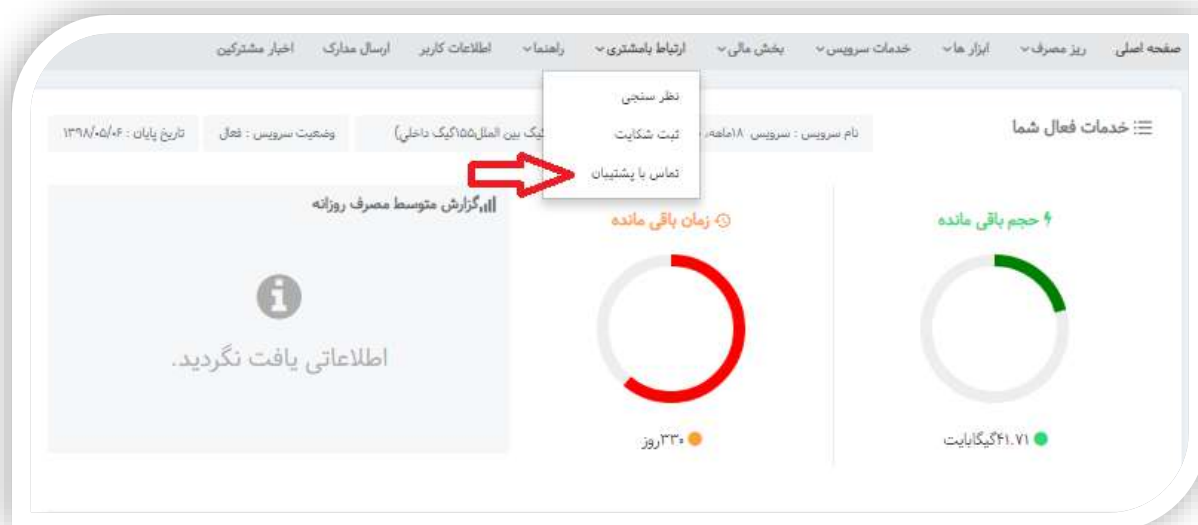 صفحه اصلی ریز مصرف ابزار ها خدمات سرویس بخش مالی ارتباط بامشتری راهنما اطلاعات کاربر ارسال مدارک اخبار مشترکین
نظر سنجی
ثبت شکایت
تماس با پشتیبان
خدمات فعال شما
نام سرویس : سرویس ۱۸ماهه، گیک بین الملل۱۵۵گیک داخلی)
وضعیت سرویس : فعال
تاریخ پایان : ۱۳۹۸/۰۵/۰۶
حجم باقی مانده
زمان باقی مانده
گزارش متوسط مصرف روزانه
اطلاعاتی یافت نگردید.
۴۱.۷۱گیگابایت
۳۳۰روز